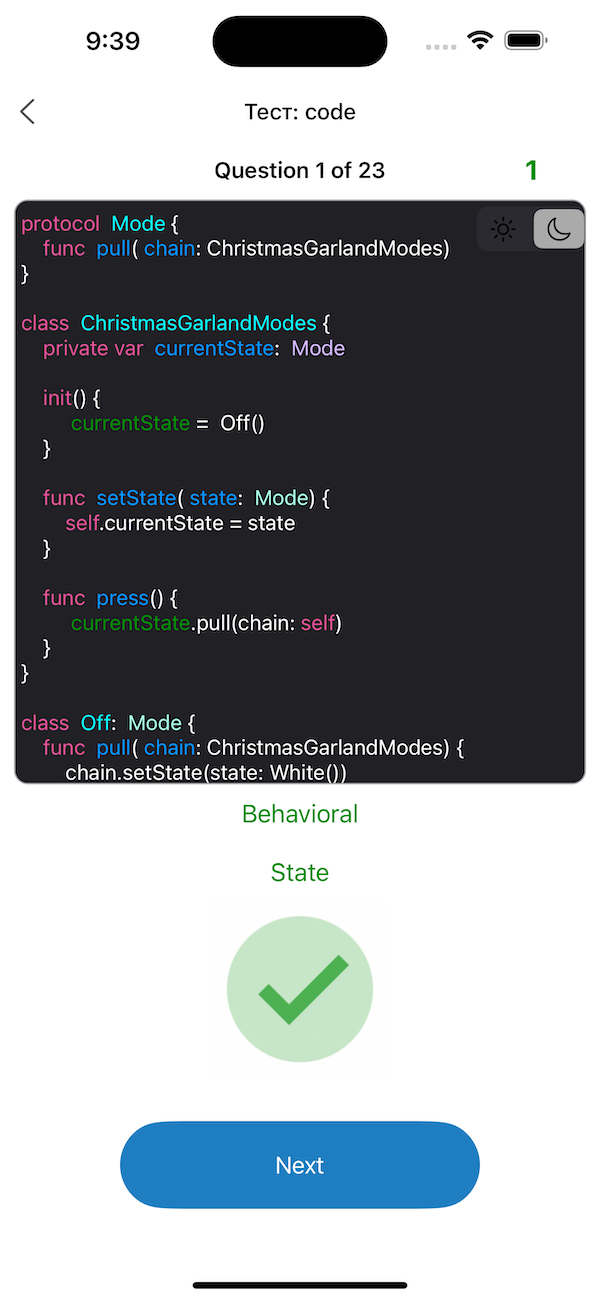 9:39
Тест: code
Question 1 of 23
1
protocol Mode {
func pull( chain: ChristmasGarlandModes)
}
class ChristmasGarlandModes {
private var currentState: Mode
init() {
currentState = Off()
}
func setState( state: Mode) {
self.currentState = state
}
func press() {
currentState.pull(chain: self)
}
}
class Off: Mode {
func pull( chain: ChristmasGarlandModes) {
chain.setState(state: White())
Behavioral
State
Next